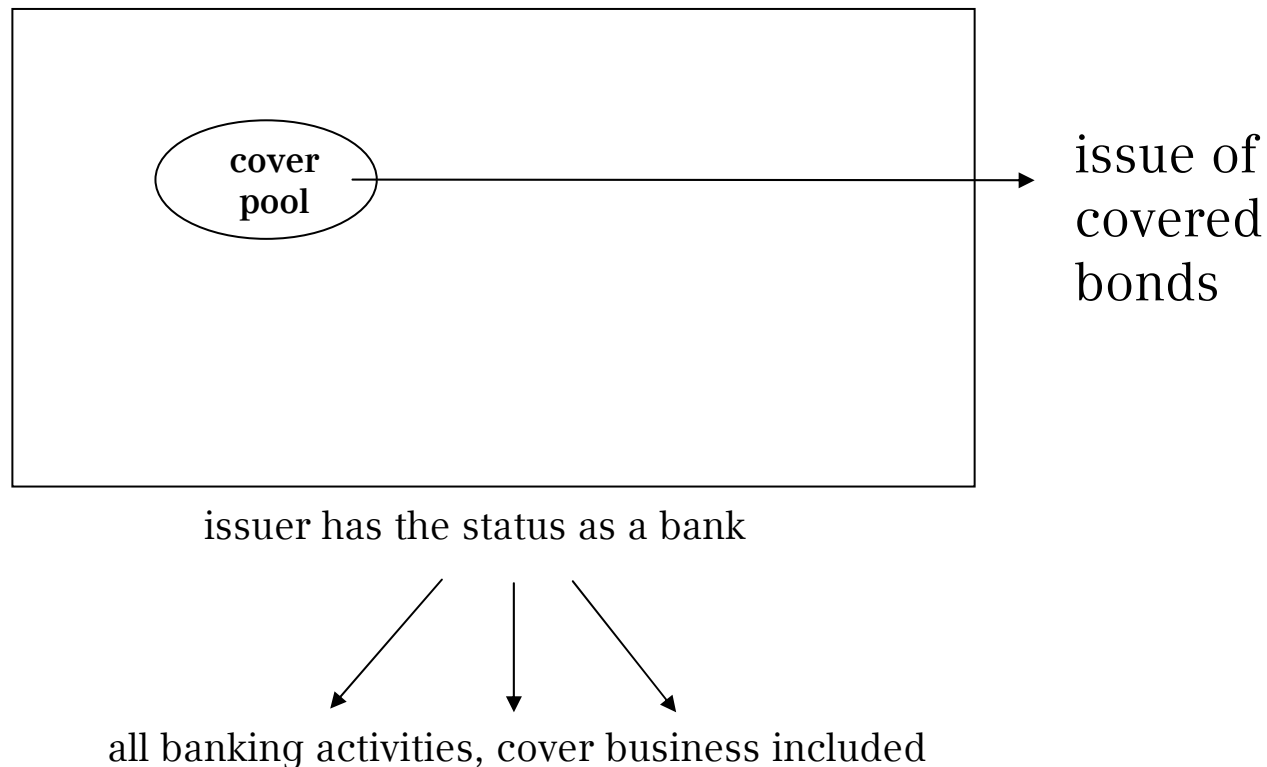 cover
pool
issue of
covered
bonds
issuer has the status as a bank
all banking activities, cover business included